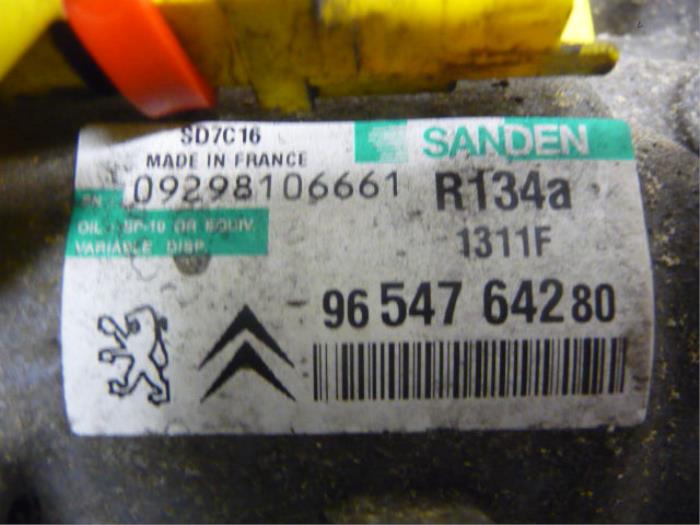 SD7C16
SANDEN
MADE IN FRANCE
09298106661
R134a
OIL: SP-10 OR EQUIV.
VARIABLE DISP.
1311F
96 547 642 80